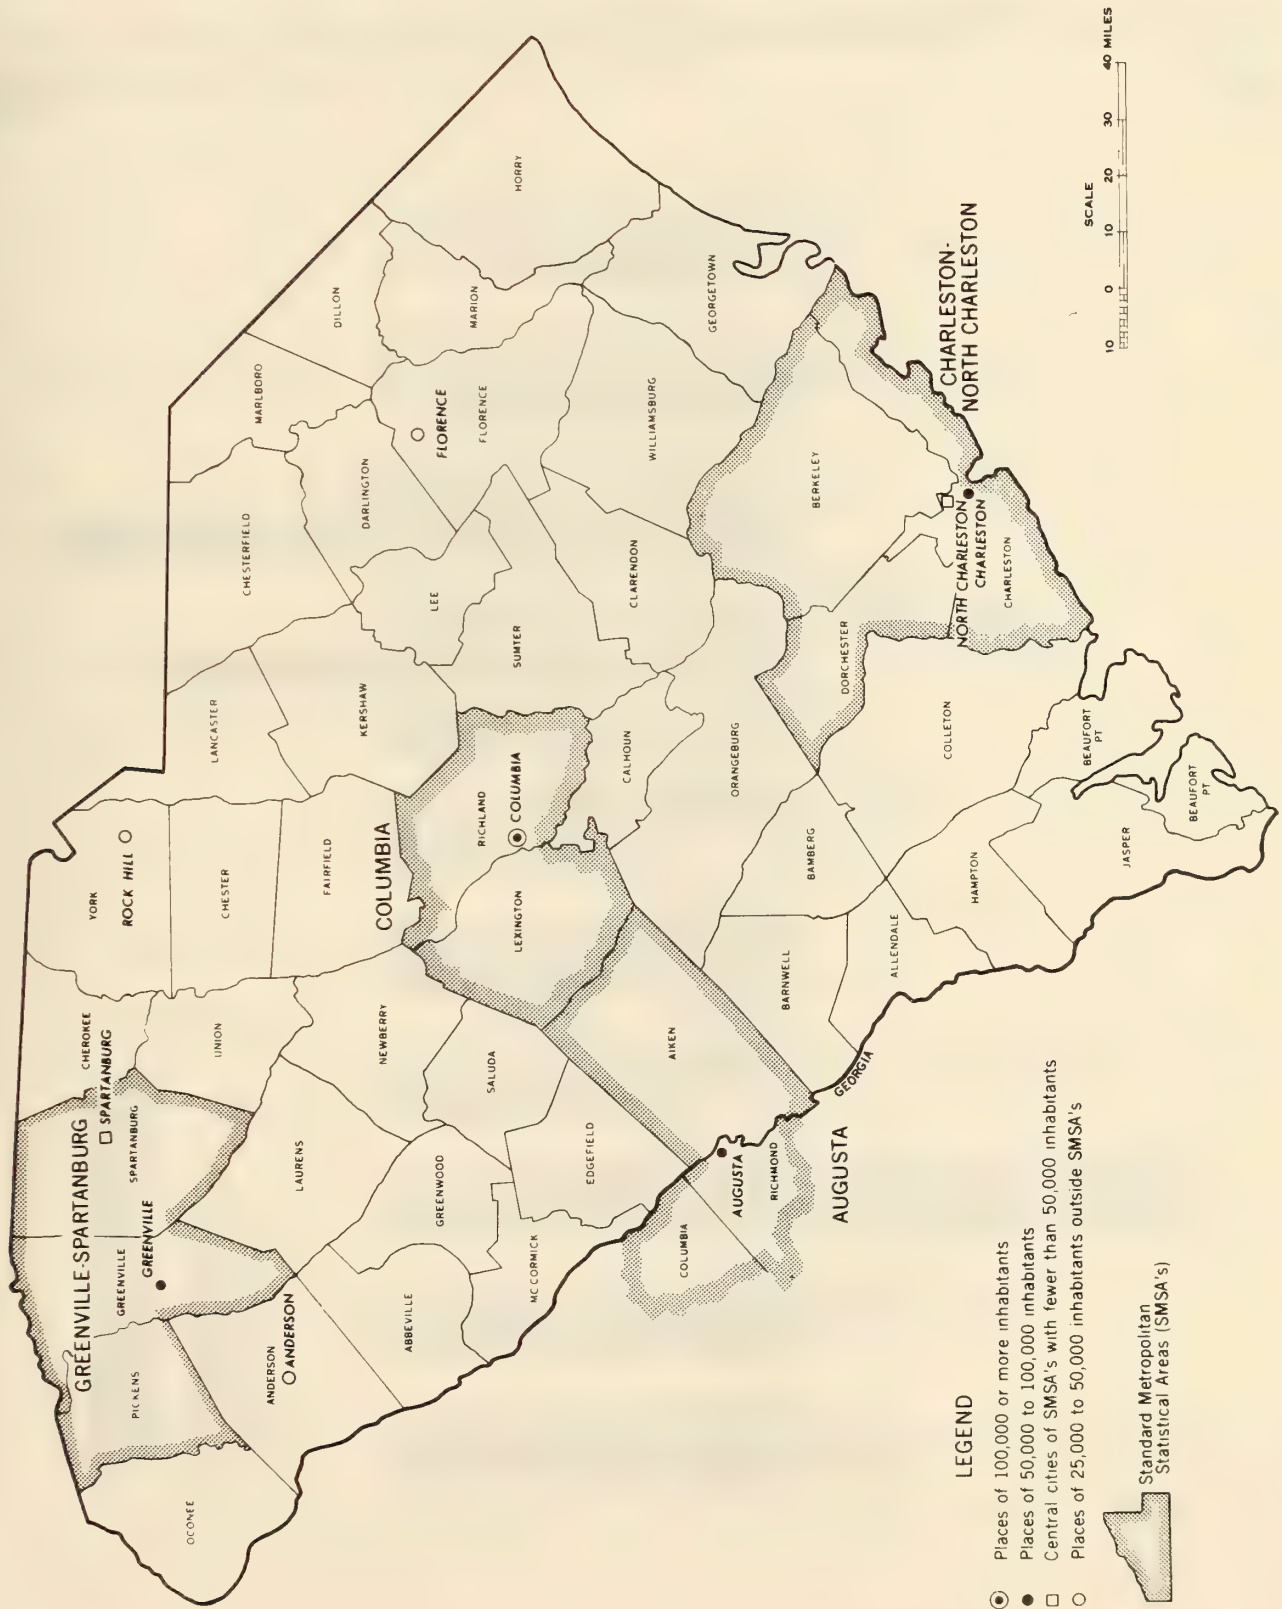 GREENVILLE-SPARTANBURG
OCONEE
PICKENS
GREENVILLE
GREENVILLE
SPARTANBURG
SPARTANBURG
CHEROKEE
YORK
ROCK HILL
ANDERSON
ANDERSON
LAURENS
UNION
CHESTER
LANCASTER
CHESTERFIELD
MARLBORO
DILLON
ABBEVILLE
GREENWOOD
NEWBERRY
FAIRFIELD
KERSHAW
DARLINGTON
LEE
FLORENCE
FLORENCE
MARION
HORRY
MC CORMICK
SALUDA
EDGEFIELD
COLUMBIA
LEXINGTON
RICHLAND
COLUMBIA
SUMTER
CLARENDON
WILLIAMSBURG
GEORGETOWN
CALHOUN
ORANGEBURG
AIKEN
COLUMBIA
RICHMOND
AUGUSTA
AUGUSTA
GEORGIA
BARNWELL
BAMBERG
ALLENDALE
HAMPTON
COLLETON
DORCHESTER
BERKELEY
CHARLESTON
NORTH CHARLESTON
CHARLESTON
CHARLESTON-
NORTH CHARLESTON
JASPER
BEAUFORT
PT
BEAUFORT
PT
LEGEND
Places of 100,000 or more inhabitants
Places of 50,000 to 100,000 inhabitants
Central cities of SMSA's with fewer than 50,000 inhabitants
Places of 25,000 to 50,000 inhabitants outside SMSA's
Standard Metropolitan
Statistical Areas (SMSA's)
SCALE
10 0 10 20 30 40 MILES